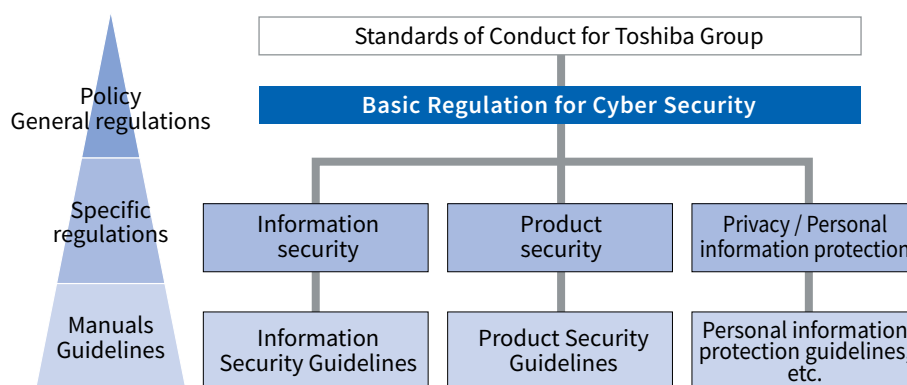 Standards of Conduct for Toshiba Group
Policy
General regulations
Basic Regulation for Cyber Security
Specific
regulations
Information
security
Product
security
Privacy / Personal
information protection
Manuals
Guidelines
Information
Security Guidelines
Product Security
Guidelines
Personal information
protection guidelines,
etc.